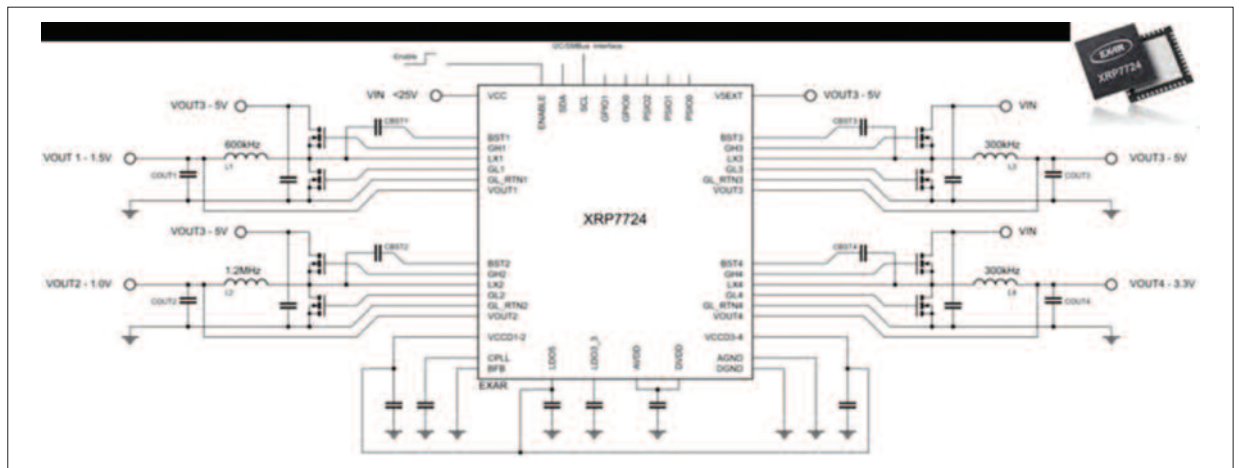 I2C/SMBus Interface
Enable
EXAR
XRP7724
VIN <25V
VCC
ENABLE
SDA
SCL
GPIO1
GPIO0
PSIO2
PSIO1
PSIO0
V5EXT
VOUT3 - 5V
VOUT3 - 5V
CBST1
BST1
GH1
LX1
GL1
GL_RTN1
VOUT1
600kHz
L1
VOUT 1 - 1.5V
COUT1
BST3
GH3
LX3
GL3
GL_RTN3
VOUT3
CBST3
VIN
300kHz
L3
VOUT3 - 5V
COUT3
XRP7724
VOUT3 - 5V
CBST2
BST2
GH2
LX2
GL2
GL_RTN2
VOUT2
1.2MHz
L2
VOUT2 - 1.0V
COUT2
BST4
GH4
LX4
GL4
GL_RTN4
VOUT4
CBST4
VIN
300kHz
L4
VOUT4 - 3.3V
COUT4
VCCD1-2
CPLL
BFB
EXAR
LDO5
LDO3_3
AVDD
DVDD
VCCD3-4
AGND
DGND